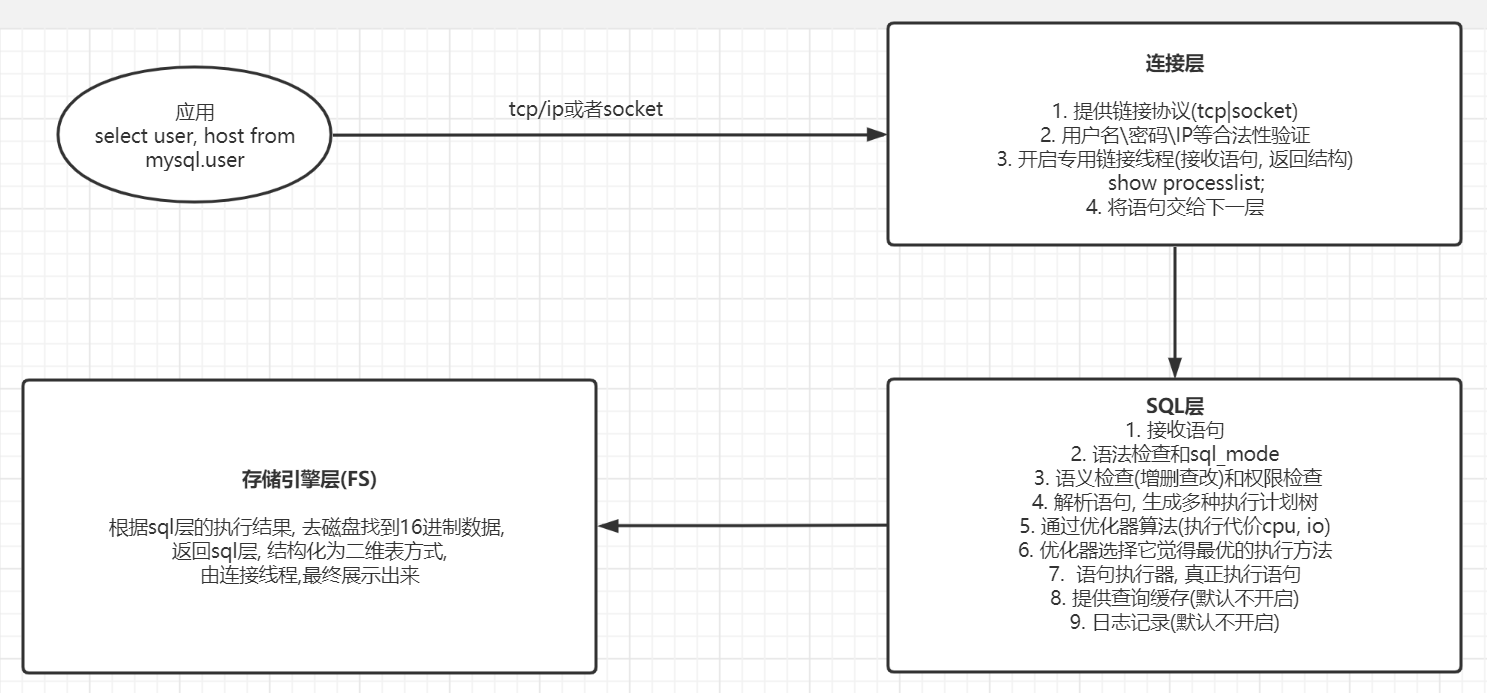 应用
select user, host from
mysql.user
tcp/ip或者socket
连接层
1. 提供链接协议(tcp|socket)
2. 用户名\密码\IP等合法性验证
3. 开启专用链接线程(接收语句, 返回结构)
show processlist;
4. 将语句交给下一层
SQL层
1. 接收语句
2. 语法检查和sql_mode
3. 语义检查(增删查改)和权限检查
4. 解析语句, 生成多种执行计划树
5. 通过优化器算法(执行代价cpu, io)
6. 优化器选择它觉得最优的执行方法
7. 语句执行器, 真正执行语句
8. 提供查询缓存(默认不开启)
9. 日志记录(默认不开启)
存储引擎层(FS)
根据sql层的执行结果, 去磁盘找到16进制数据,
返回sql层, 结构化为二维表方式,
由连接线程,最终展示出来